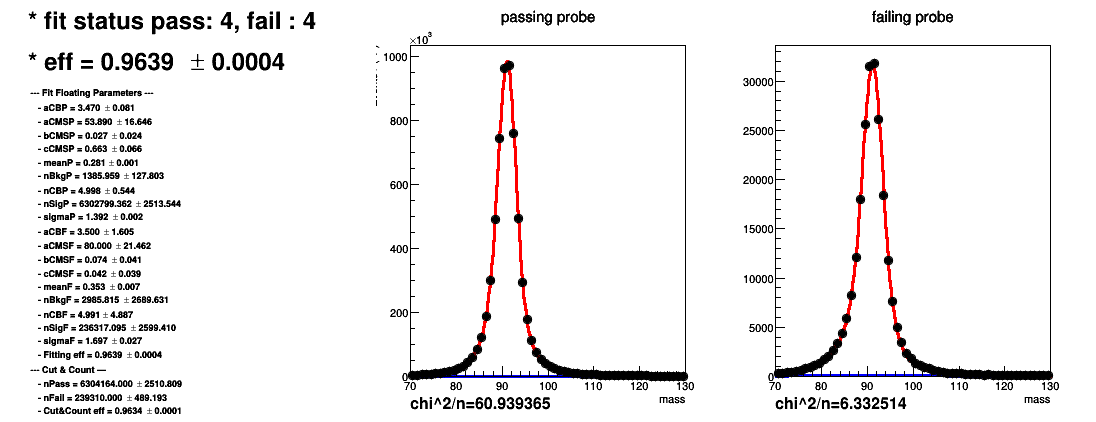 * fit status pass: 4, fail : 4
* eff = 0.9639 ± 0.0004
--- Fit Floating Parameters ---
- aCBP = 3.470 ± 0.081
- aCMSP = 53.890 ± 16.646
- bCMSP = 0.027 ± 0.024
- cCMSP = 0.663 ± 0.066
- meanP = 0.281 ± 0.001
- nBkgP = 1385.959 ± 127.803
- nCBP = 4.998 ± 0.544
- nSigP = 6302799.362 ± 2513.544
- sigmaP = 1.392 ± 0.002
- aCBF = 3.500 ± 1.605
- aCMSF = 80.000 ± 21.462
- bCMSF = 0.074 ± 0.041
- cCMSF = 0.042 ± 0.039
- meanF = 0.353 ± 0.007
- nBkgF = 2985.815 ± 2689.631
- nCBF = 4.991 ± 4.887
- nSigF = 236317.095 ± 2599.410
- sigmaF = 1.697 ± 0.027
- Fitting eff = 0.9639 ± 0.0004
--- Cut & Count ---
- nPass = 6304164.000 ± 2510.809
- nFail = 239310.000 ± 489.193
- Cut&Count eff = 0.9634 ± 0.0001
passing probe
×10³
1000
800
600
400
200
0
70 80 90 100 110 120 130
mass
chi^2/n=60.939365
failing probe
30000
25000
20000
15000
10000
5000
0
70 80 90 100 110 120 130
mass
chi^2/n=6.332514